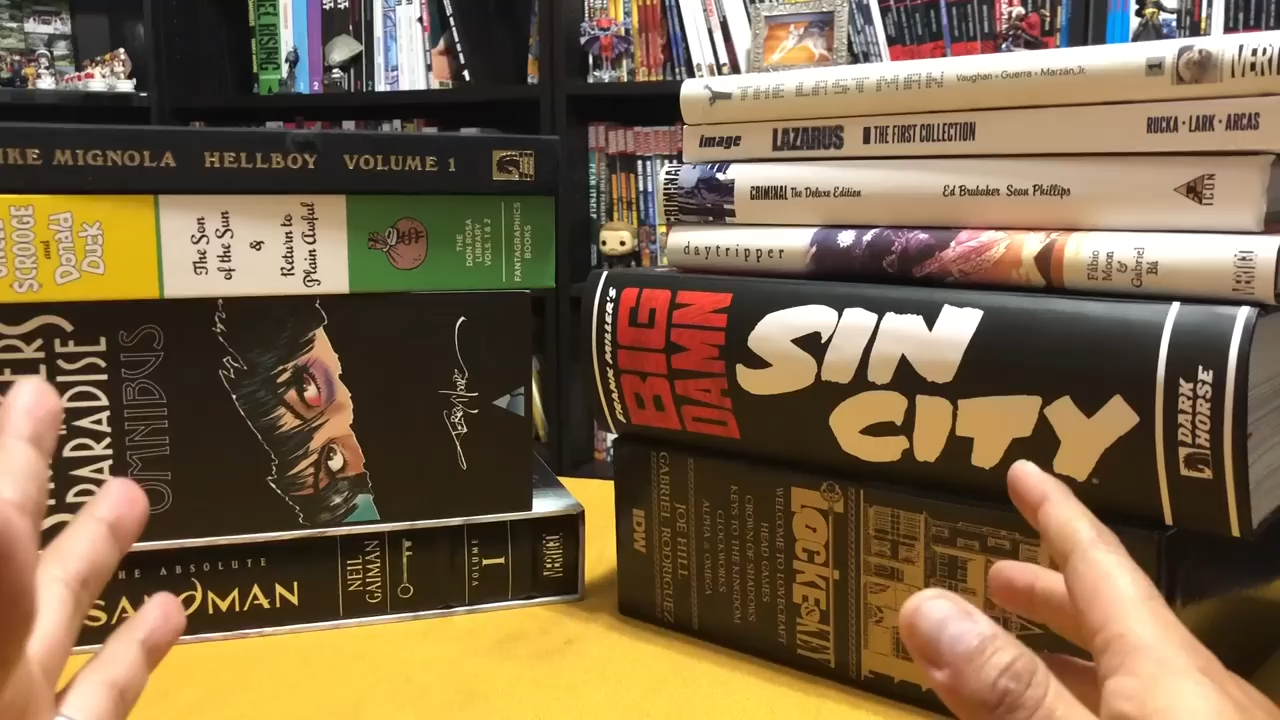 IKE MIGNOLA HELLBOY VOLUME 1
UNCLE
SCROOGE
and
Donald
Duck
The Son
of the Sun
&
Return to
Plain Awful
THE
DON ROSA
LIBRARY
VOLS. 1 & 2
FANTAGRAPHICS
BOOKS
PARADISE
OMNIBUS
TERRY MOORE
THE ABSOLUTE
SANDMAN
NEIL
GAIMAN
VOLUME
I
VERTIGO
THE LAST MAN Vaughan • Guerra • Marzán, Jr. 1 VERTI
image LAZARUS THE FIRST COLLECTION RUCKA • LARK • ARCAS
CRIMINAL
CRIMINAL The Deluxe Edition Ed Brubaker Sean Phillips ICON
daytripper
Fábio
Moon
&
Gabriel
Bá
VERTIGO
FRANK MILLER'S
BIG
DAMN
SIN
CITY
DARK
HORSE
IDW
GABRIEL RODRIGUEZ
JOE HILL
ALPHA & OMEGA
CLOCKWORKS
KEYS TO THE KINGDOM
CROWN OF SHADOWS
HEAD GAMES
WELCOME TO LOVECRAFT
LOCKE & KEY